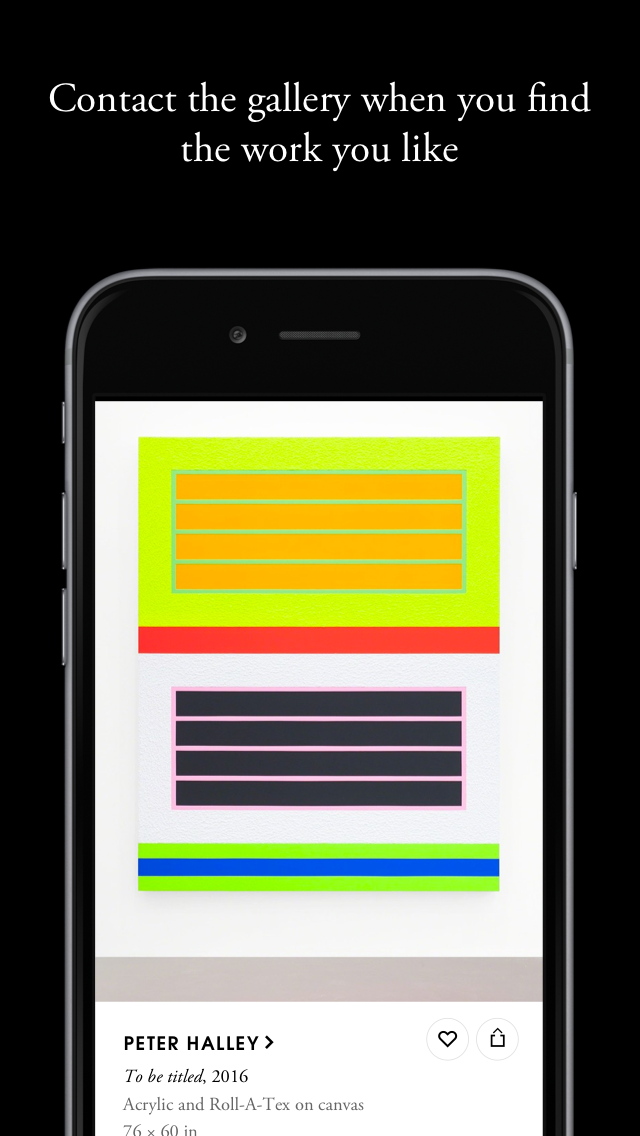 Contact the gallery when you find
the work you like
PETER HALLEY
To be titled, 2016
Acrylic and Roll-A-Tex on canvas
76 × 60 in